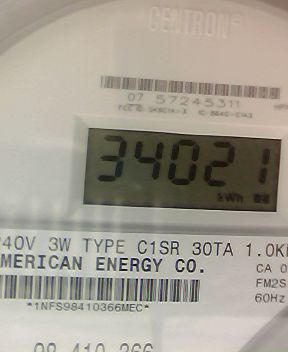 CENTRON®
07 57245311
34021
kWh
240V 3W TYPE C1SR 30TA 1.0K
AMERICAN ENERGY CO.
CA 0
FM2S
*1NFS98410366MEC*
60Hz
98 410 366